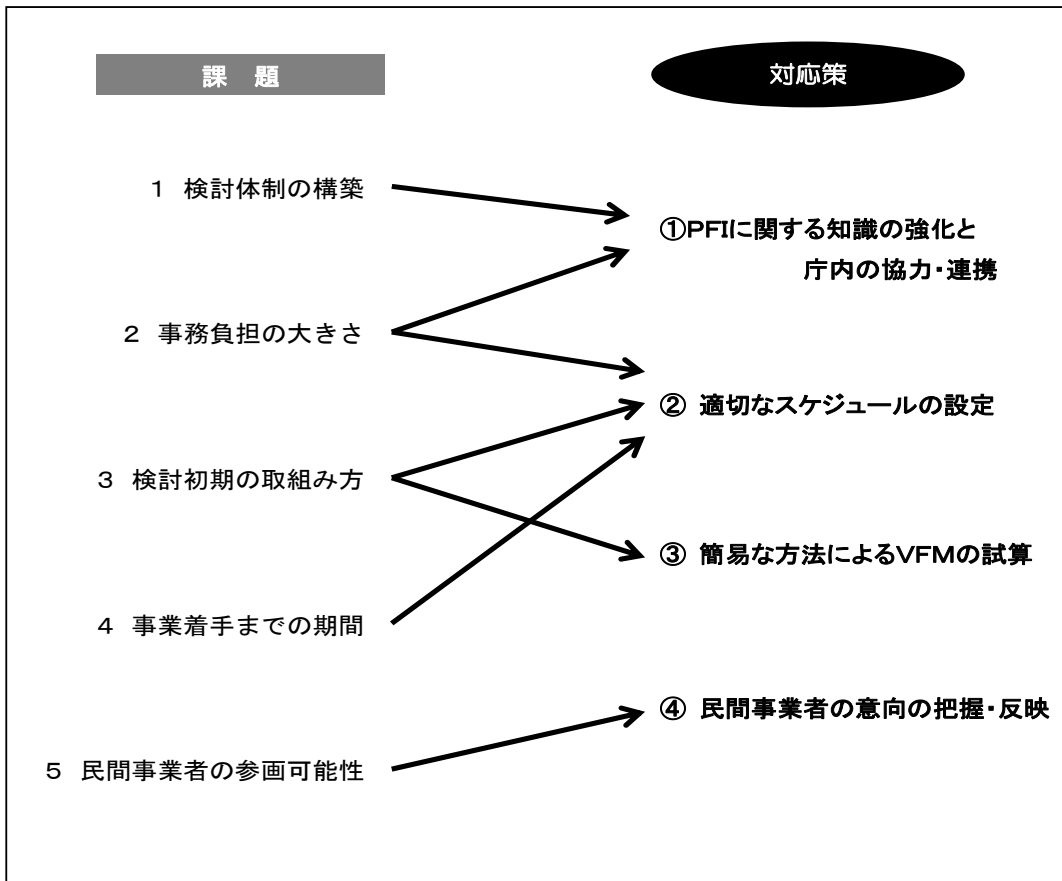 課 題
対応策
1 検討体制の構築
2 事務負担の大きさ
3 検討初期の取組み方
4 事業着手までの期間
5 民間事業者の参画可能性
①PFIに関する知識の強化と
庁内の協力・連携
② 適切なスケジュールの設定
③ 簡易な方法によるVFMの試算
④ 民間事業者の意向の把握・反映